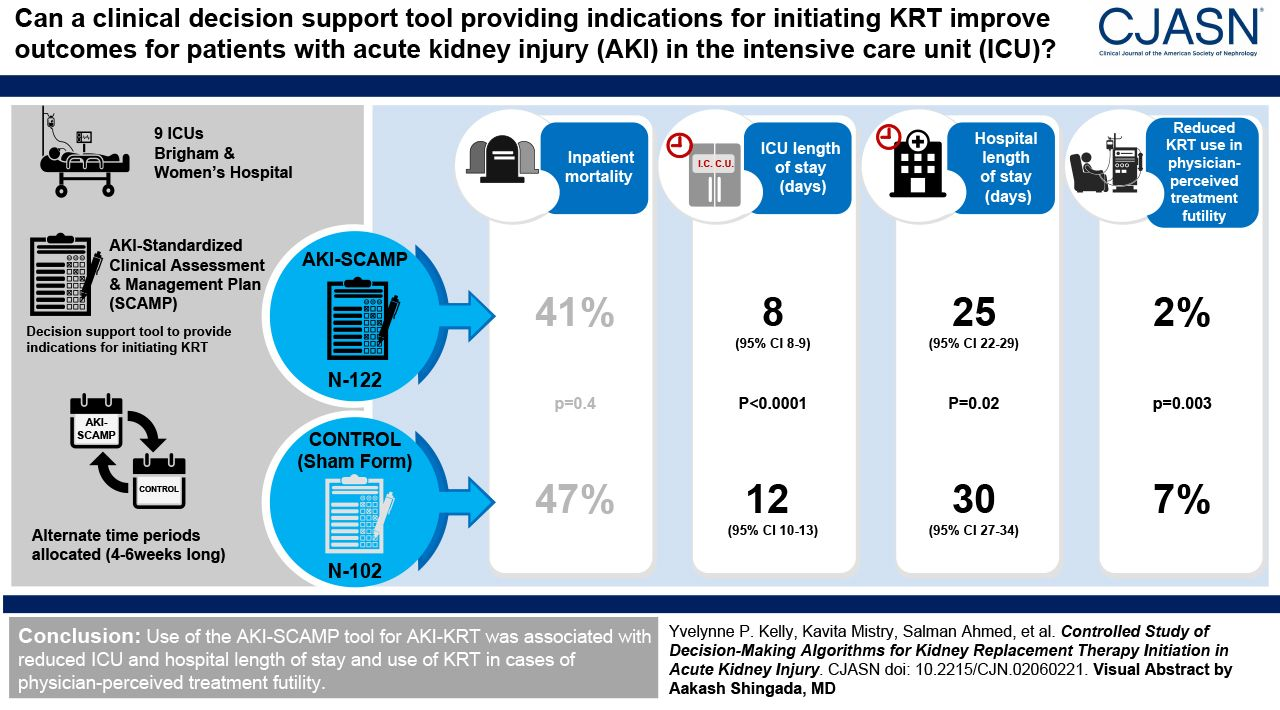 Can a clinical decision support tool providing indications for initiating KRT improve
outcomes for patients with acute kidney injury (AKI) in the intensive care unit (ICU)?
CJASN®
Clinical Journal of the American Society of Nephrology
9 ICUs
Brigham &
Women's Hospital
AKI-Standardized
Clinical Assessment
& Management Plan
(SCAMP)
Decision support tool to provide
indications for initiating KRT
AKI-
SCAMP
CONTROL
Alternate time periods
allocated (4-6weeks long)
AKI-SCAMP
N-122
CONTROL
(Sham Form)
N-102
Inpatient
mortality
41%
p=0.4
47%
I.C. C.U.
ICU length
of stay
(days)
8
(95% CI 8-9)
P<0.0001
12
(95% CI 10-13)
Hospital
length
of stay
(days)
25
(95% CI 22-29)
P=0.02
30
(95% CI 27-34)
Reduced
KRT use in
physician-
perceived
treatment
futility
2%
p=0.003
7%
Conclusion: Use of the AKI-SCAMP tool for AKI-KRT was associated with
reduced ICU and hospital length of stay and use of KRT in cases of
physician-perceived treatment futility.
Yvelynne P. Kelly, Kavita Mistry, Salman Ahmed, et al. Controlled Study of
Decision-Making Algorithms for Kidney Replacement Therapy Initiation in
Acute Kidney Injury. CJASN doi: 10.2215/CJN.02060221. Visual Abstract by
Aakash Shingada, MD